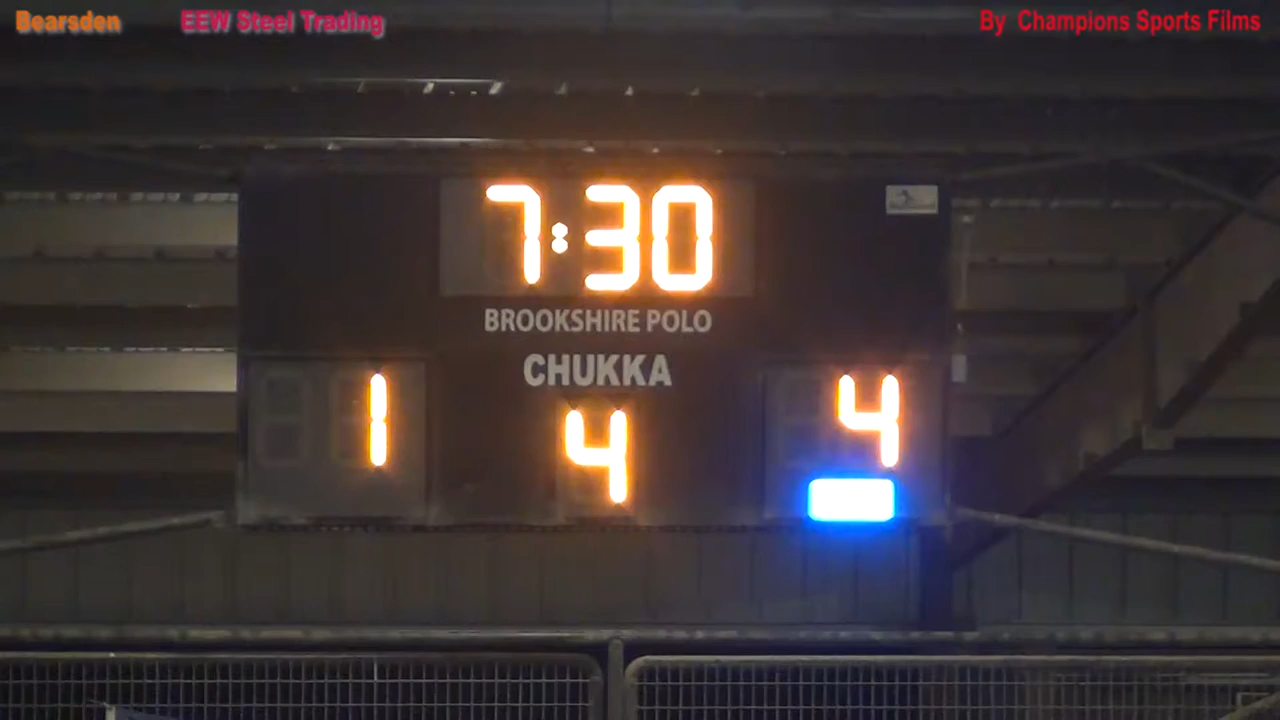 Bearsden EEW Steel Trading By Champions Sports Films
7:30
BROOKSHIRE POLO
CHUKKA
1 4 4